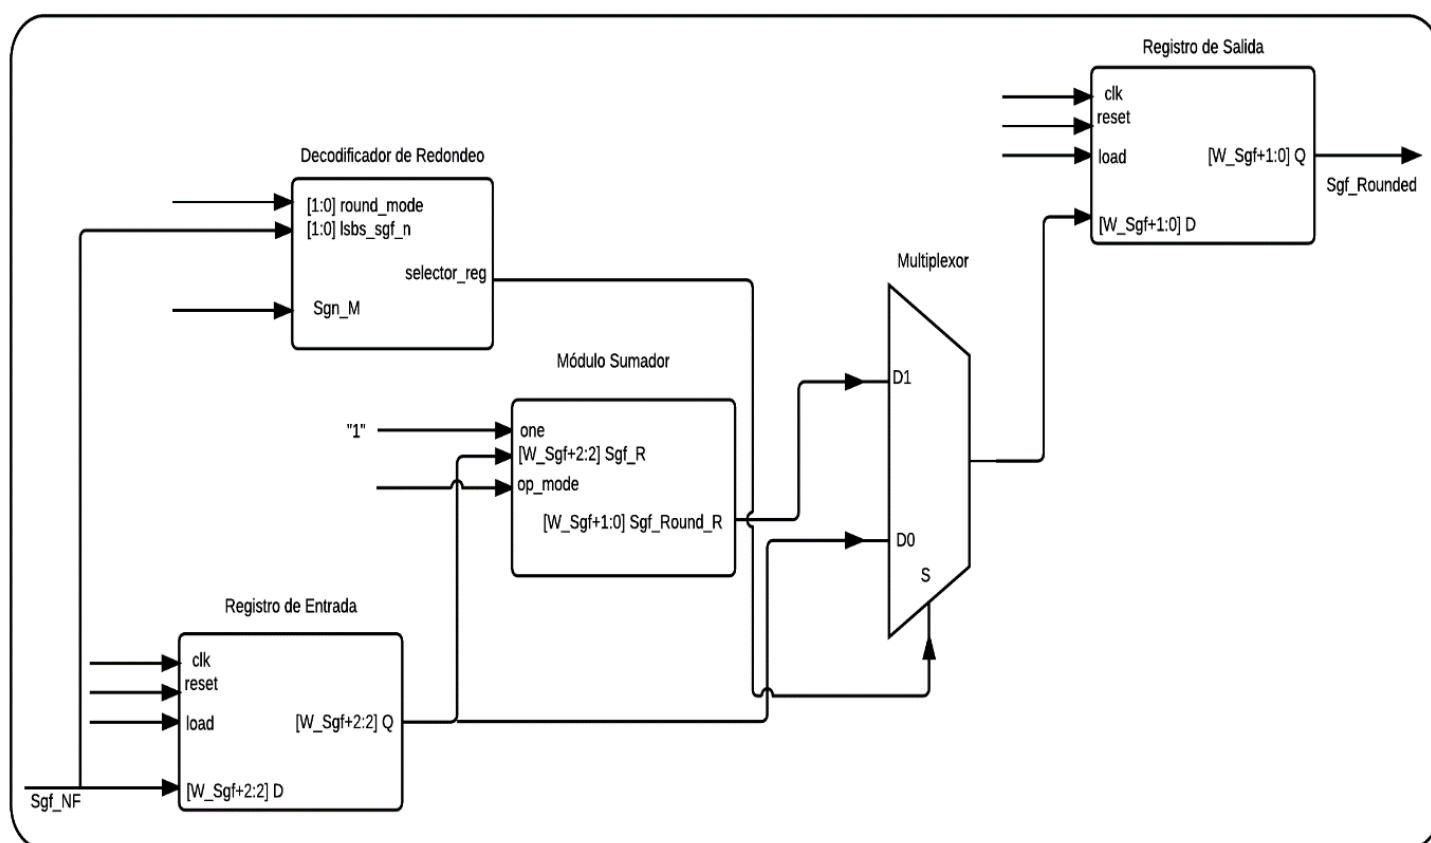 Registro de Salida
clk
reset
load
[W_Sgf+1:0] Q
[W_Sgf+1:0] D
Sgf_Rounded
Decodificador de Redondeo
[1:0] round_mode
[1:0] lsbs_sgf_n
selector_reg
Sgn_M
Multiplexor
D1
D0
S
Módulo Sumador
"1"
one
[W_Sgf+2:2] Sgf_R
op_mode
[W_Sgf+1:0] Sgf_Round_R
Registro de Entrada
clk
reset
load
[W_Sgf+2:2] Q
[W_Sgf+2:2] D
Sgf_NF